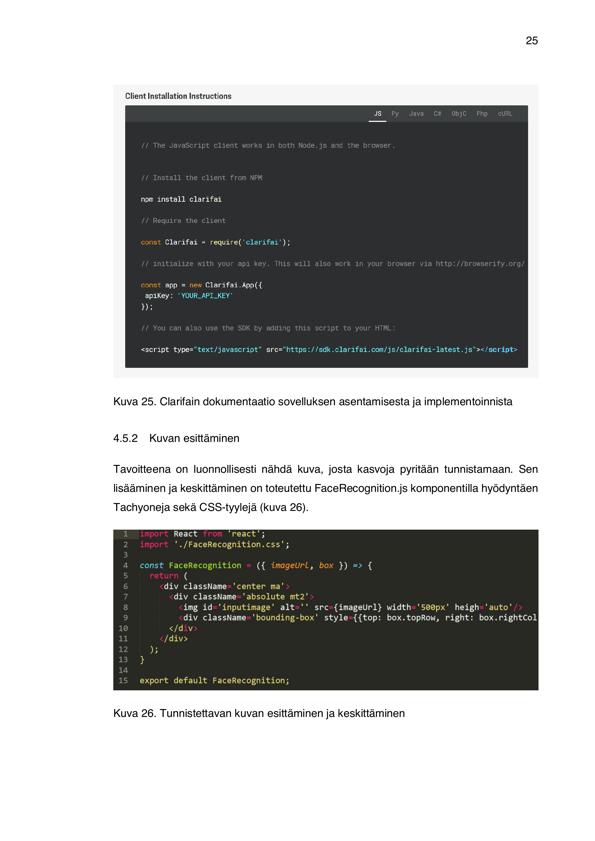 25
Client Installation Instructions
JS Py Java C# ObjC Php cURL
// The JavaScript client works in both Node.js and the browser.
// Install the client from NPM
npm install clarifai
// Require the client
const Clarifai = require('clarifai');
// initialize with your api key. This will also work in your browser via http://browserify.org/
const app = new Clarifai.App({
apiKey: 'YOUR_API_KEY'
});
// You can also use the SDK by adding this script to your HTML:
<script type="text/javascript" src="https://sdk.clarifai.com/js/clarifai-latest.js"></script>
Kuva 25. Clarifain dokumentaatio sovelluksen asentamisesta ja implementoinnista
4.5.2 Kuvan esittäminen
Tavoitteena on luonnollisesti nähdä kuva, josta kasvoja pyritään tunnistamaan. Sen
lisääminen ja keskittäminen on toteutettu FaceRecognition.js komponentilla hyödyntäen
Tachyoneja sekä CSS-tyylejä (kuva 26).
1 import React from 'react';
2 import './FaceRecognition.css';
3
4 const FaceRecognition = ({ imageUrl, box }) => {
5 return (
6 <div className='center ma'>
7 <div className='absolute mt2'>
8 <img id='inputimage' alt='' src={imageUrl} width='500px' heigh='auto'/>
9 <div className='bounding-box' style={{top: box.topRow, right: box.rightCol
10 </div>
11 </div>
12 );
13 }
14
15 export default FaceRecognition;
Kuva 26. Tunnistettavan kuvan esittäminen ja keskittäminen